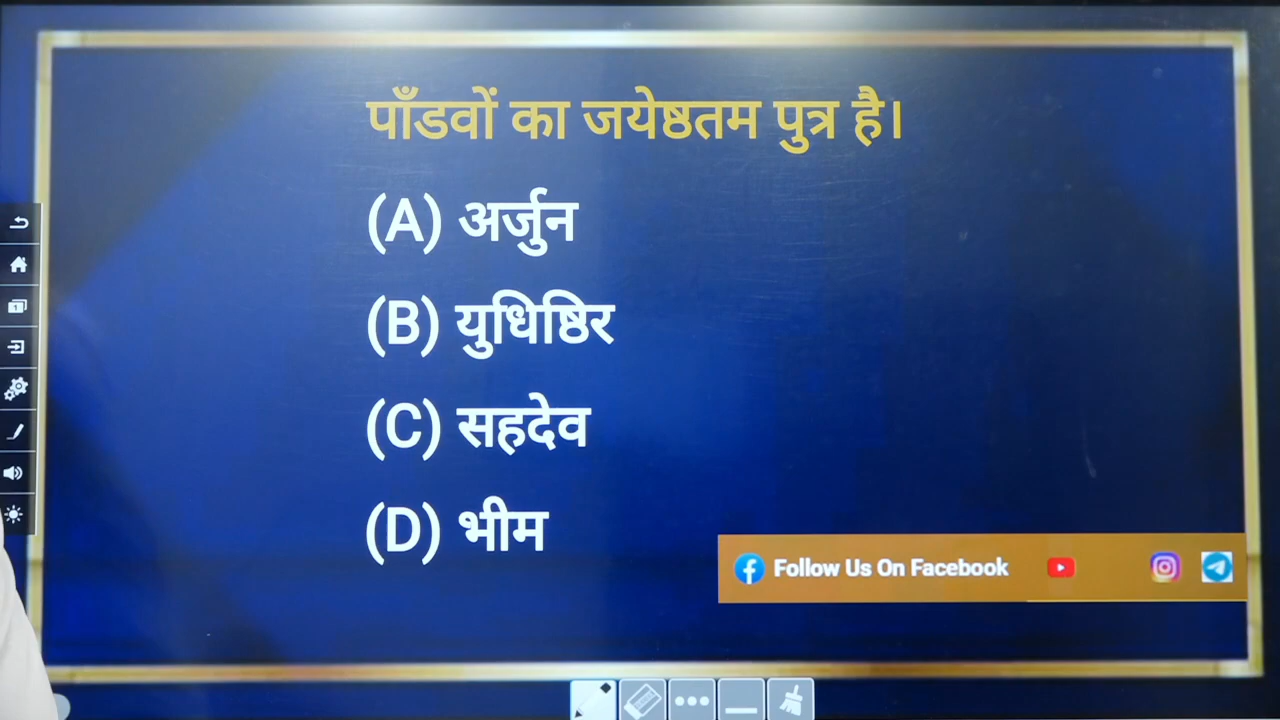 पाँडवों का जयेष्ठतम पुत्र है।
(A) अर्जुन
(B) युधिष्ठिर
(C) सहदेव
(D) भीम
Follow Us On Facebook